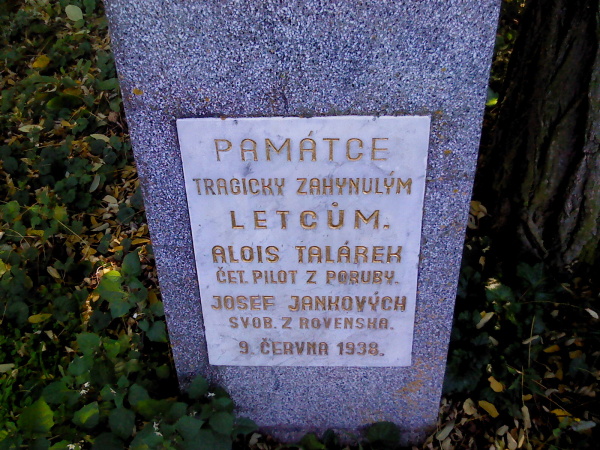 PAMÁTCE
TRAGICKY ZAHYNULÝM
LETCŮM.
ALOIS TALÁREK
ČET. PILOT Z PORUBY.
JOSEF JANKOVÝCH
SVOB. Z ROVENSKA.
9. ČERVNA 1938.